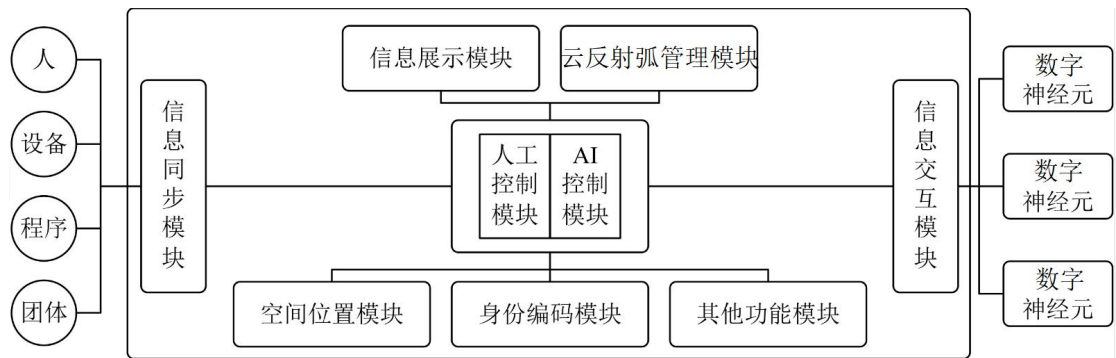 人
设备
程序
团体
信息同步模块
信息展示模块
云反射弧管理模块
人工
控制
模块
AI
控制
模块
空间位置模块
身份编码模块
其他功能模块
信息交互模块
数字
神经元
数字
神经元
数字
神经元